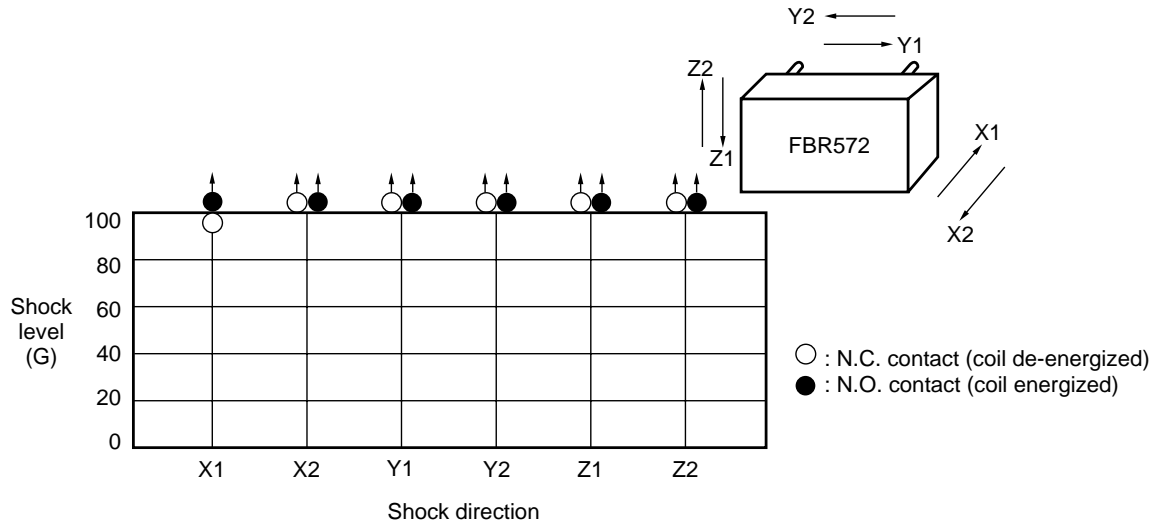 Y2
Y1
Z2
Z1
FBR572
X1
X2
100
80
60
40
20
0
Shock
level
(G)
X1 X2 Y1 Y2 Z1 Z2
Shock direction
: N.C. contact (coil de-energized)
: N.O. contact (coil energized)